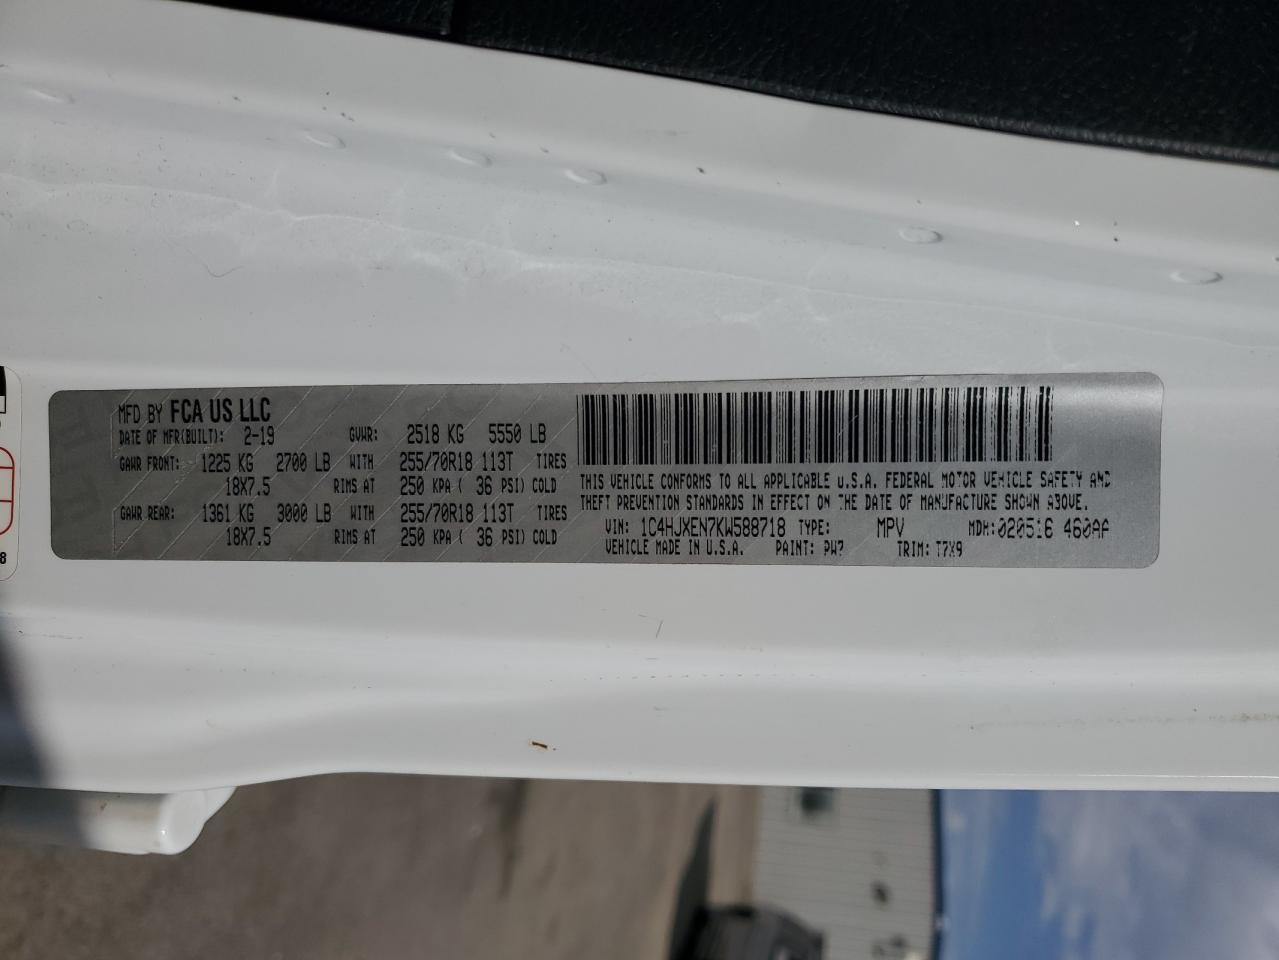 MFD BY FCA US LLC
DATE OF MFR(BUILT): 2-19 GVWR: 2518 KG 5550 LB
GAWR FRONT: 1225 KG 2700 LB WITH 255/70R18 113T TIRES
18X7.5 RIMS AT 250 KPA ( 36 PSI) COLD
GAWR REAR: 1361 KG 3000 LB WITH 255/70R18 113T TIRES
18X7.5 RIMS AT 250 KPA ( 36 PSI) COLD
THIS VEHICLE CONFORMS TO ALL APPLICABLE U.S.A. FEDERAL MOTOR VEHICLE SAFETY AND
THEFT PREVENTION STANDARDS IN EFFECT ON THE DATE OF MANUFACTURE SHOWN ABOVE.
VIN: 1C4HJXEN7KW588718 TYPE: MPV MDH: 020516 460AA
VEHICLE MADE IN U.S.A. PAINT: PW7 TRIM: T7X9
8